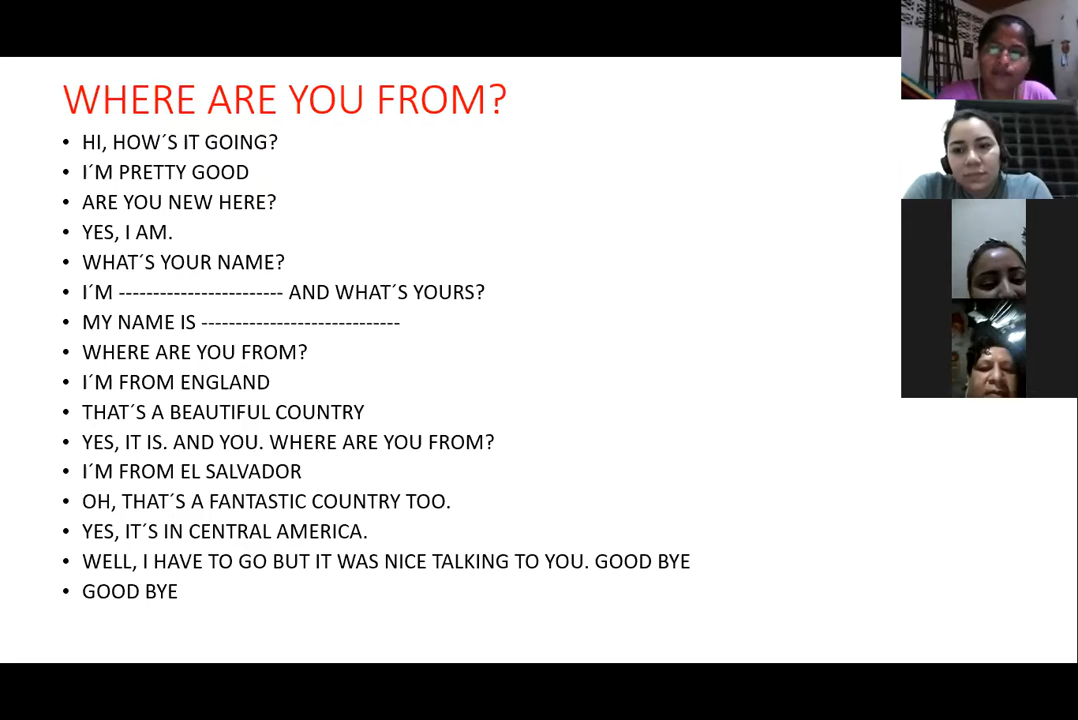 WHERE ARE YOU FROM?
• HI, HOW´S IT GOING?
• I´M PRETTY GOOD
• ARE YOU NEW HERE?
• YES, I AM.
• WHAT´S YOUR NAME?
• I´M ------------------------ AND WHAT´S YOURS?
• MY NAME IS -----------------------------
• WHERE ARE YOU FROM?
• I´M FROM ENGLAND
• THAT´S A BEAUTIFUL COUNTRY
• YES, IT IS. AND YOU. WHERE ARE YOU FROM?
• I´M FROM EL SALVADOR
• OH, THAT´S A FANTASTIC COUNTRY TOO.
• YES, IT´S IN CENTRAL AMERICA.
• WELL, I HAVE TO GO BUT IT WAS NICE TALKING TO YOU. GOOD BYE
• GOOD BYE